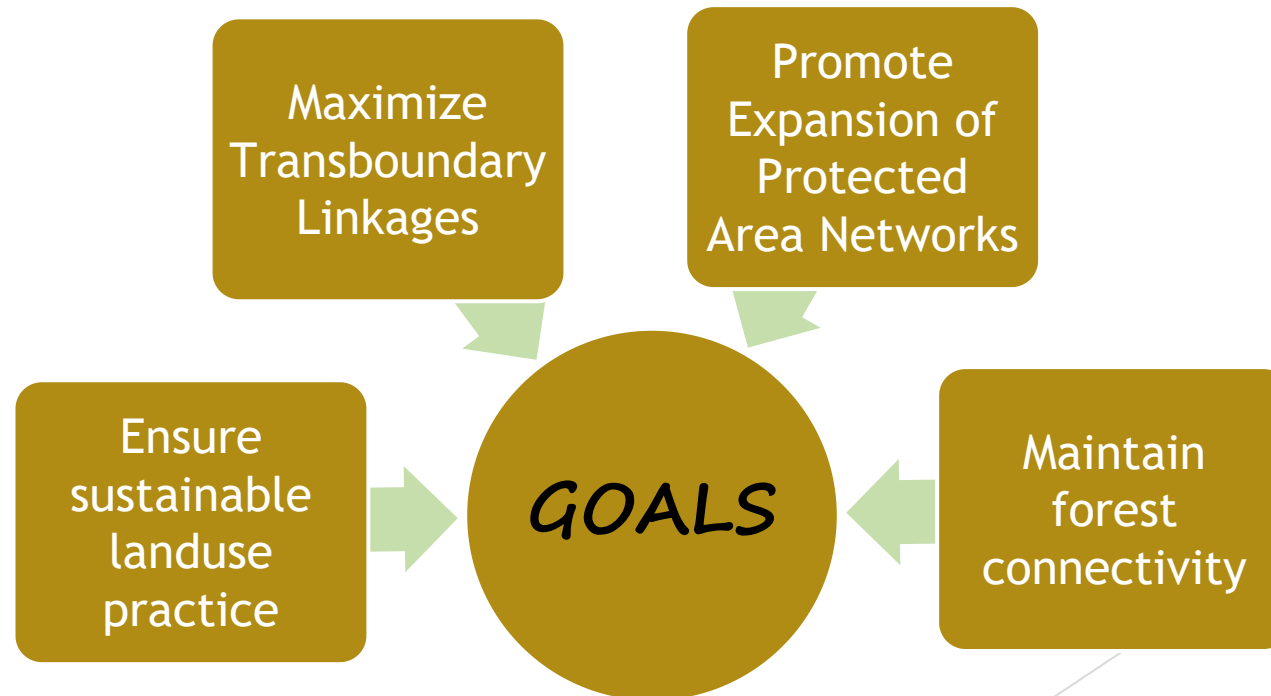 Maximize
Transboundary
Linkages
Promote
Expansion of
Protected
Area Networks
Ensure
sustainable
landuse
practice
GOALS
Maintain
forest
connectivity